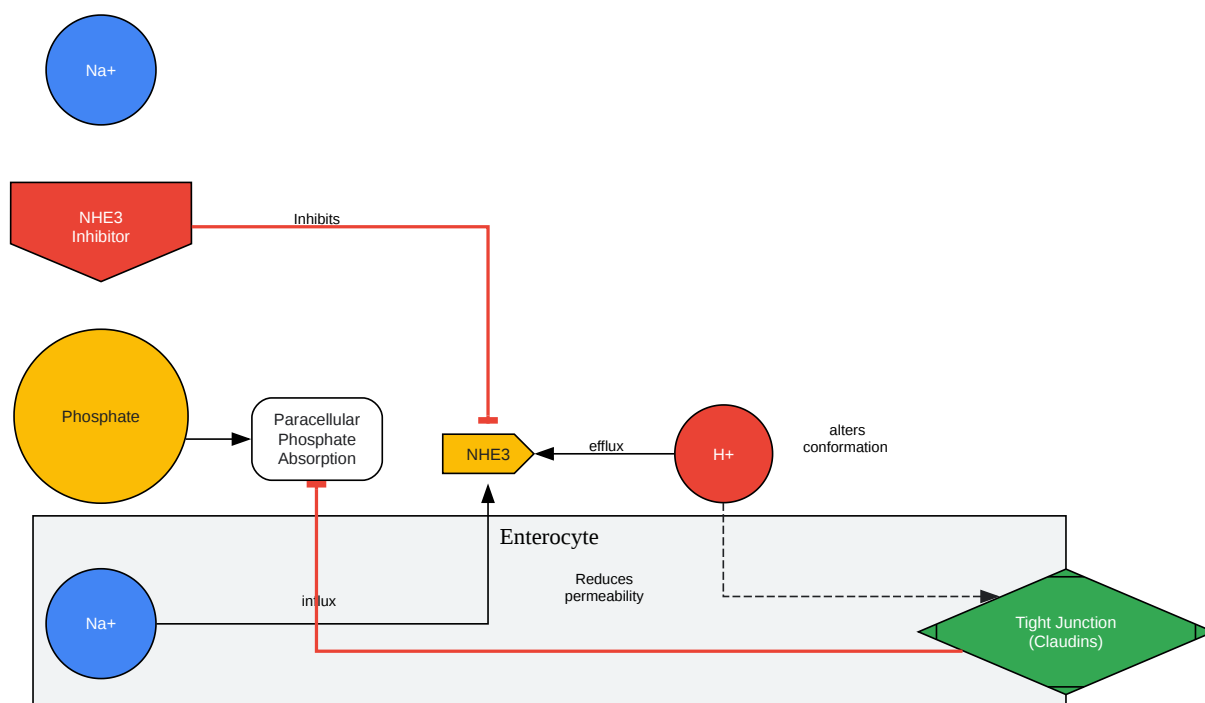 Na+
NHE3
Inhibitor
Inhibits
Phosphate
Paracellular
Phosphate
Absorption
NHE3
efflux
H+
alters
conformation
Enterocyte
Na+
influx
Reduces
permeability
Tight Junction
(Claudins)